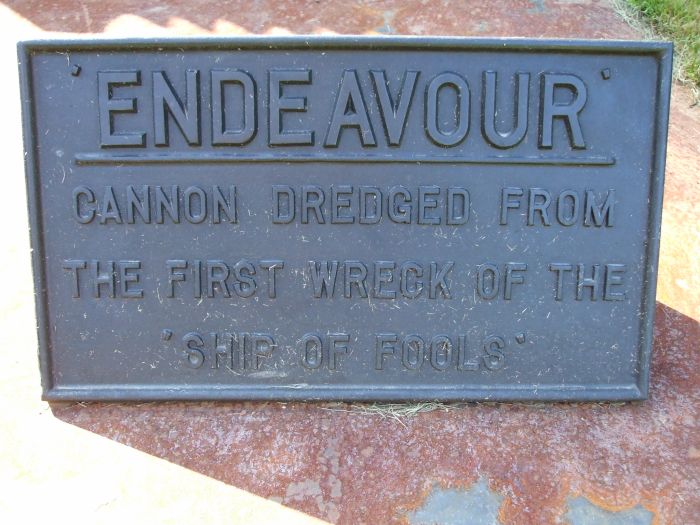 'ENDEAVOUR'
CANNON DREDGED FROM
THE FIRST WRECK OF THE
'SHIP OF FOOLS'